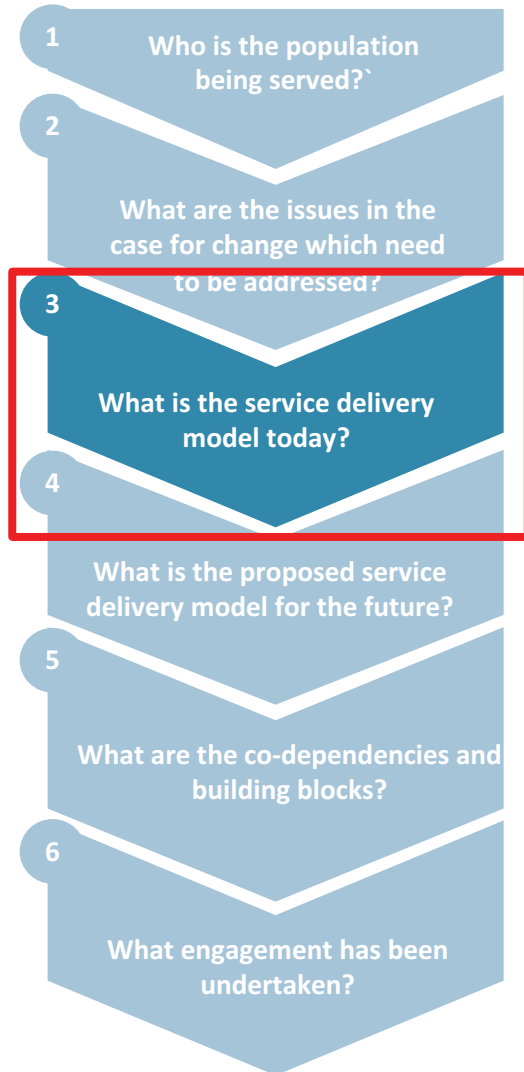 1
Who is the population
being served?`
2
What are the issues in the
case for change which need
to be addressed?
3
What is the service delivery
model today?
4
What is the proposed service
delivery model for the future?
5
What are the co-dependencies and
building blocks?
6
What engagement has been
undertaken?